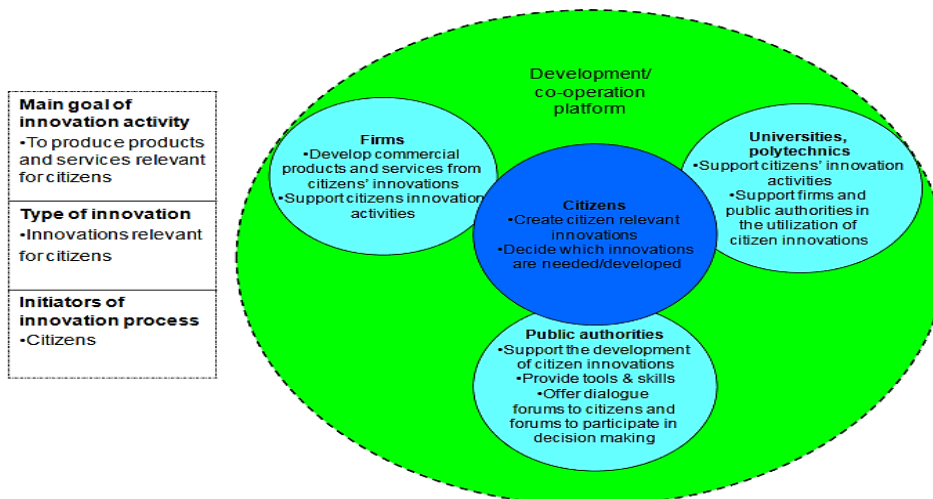 Main goal of
innovation activity
•To produce products
and services relevant
for citizens
Type of innovation
•Innovations relevant
for citizens
Initiators of
innovation process
•Citizens
Development/
co-operation
platform
Firms
•Develop commercial
products and services from
citizens' innovations
•Support citizens innovation
activities
Citizens
•Create citizen relevant
innovations
•Decide which innovations
are needed/developed
Universities,
polytechnics
•Support citizens' innovation
activities
•Support firms and
public authorities in
the utilization of
citizen innovations
Public authorities
•Support the development
of citizen innovations
•Provide tools & skills
•Offer dialogue
forums to citizens and
forums to participate in
decision making